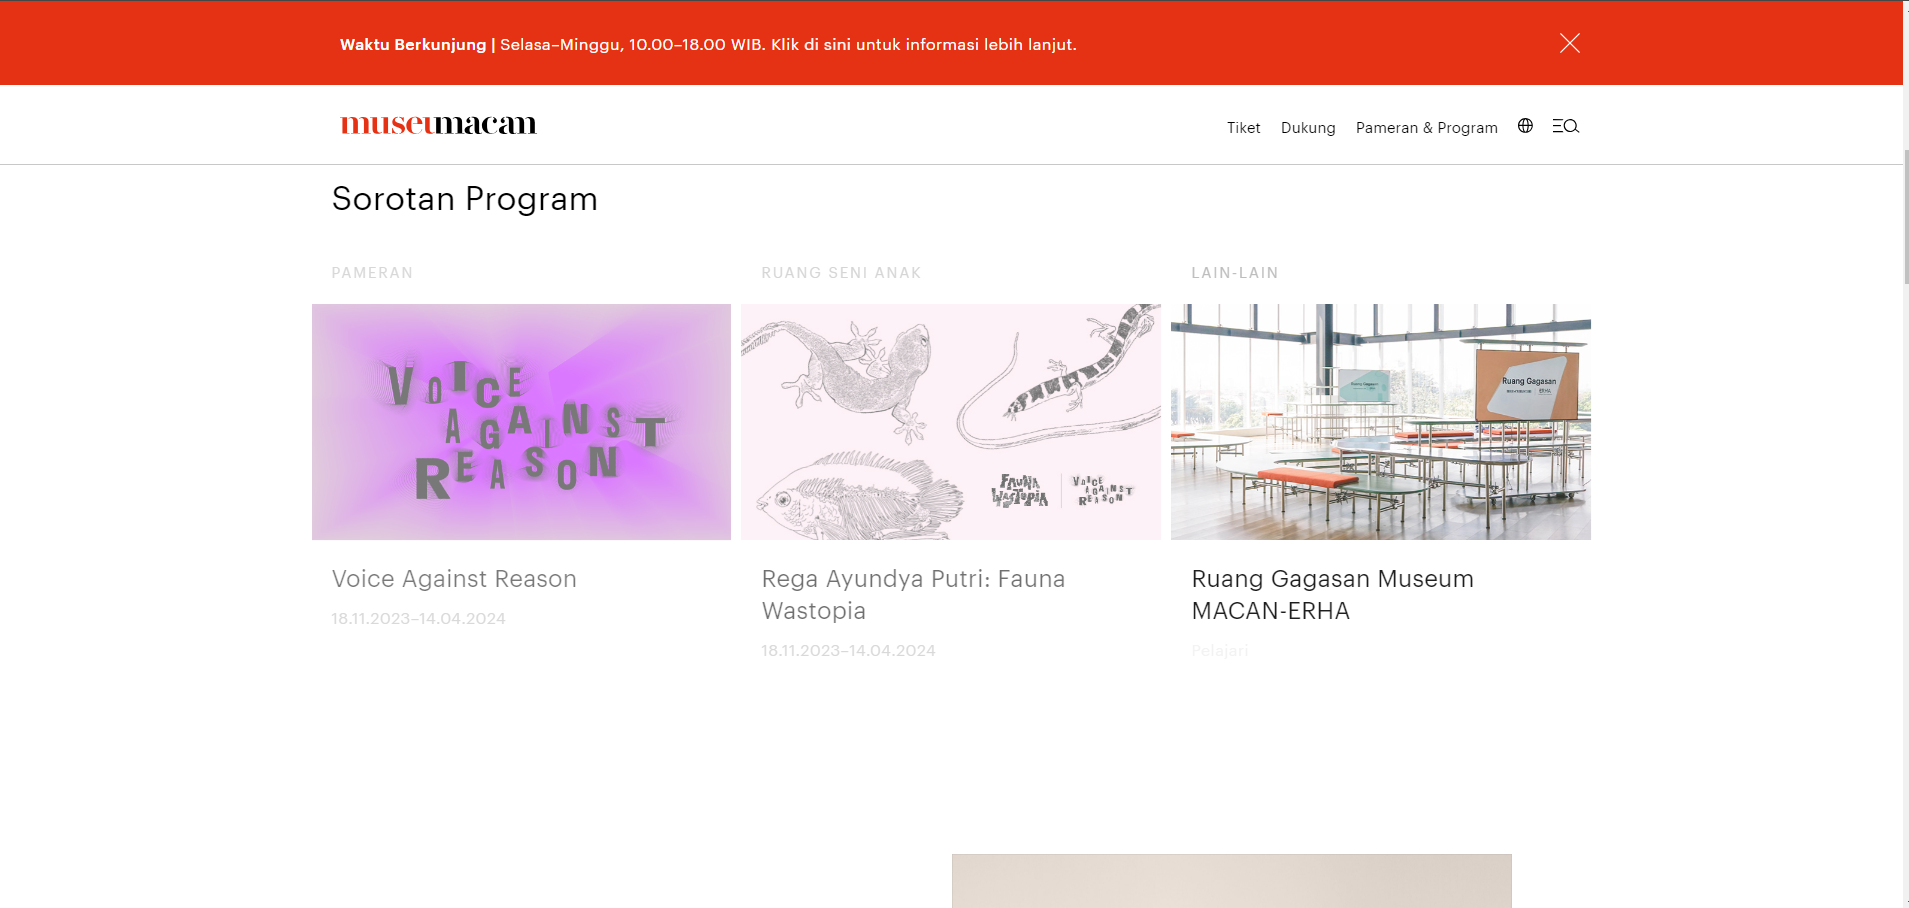 Waktu Berkunjung | Selasa–Minggu, 10.00–18.00 WIB. Klik di sini untuk informasi lebih lanjut.
museumacan
Tiket Dukung Pameran & Program
Sorotan Program
PAMERAN
RUANG SENI ANAK
LAIN-LAIN
VOICE
AGAINST
REASON
FAUNA
WASTOPIA
VOICE
AGAINST
REASON
Ruang Gagasan
Ruang Gagasan
ERHA
Voice Against Reason
18.11.2023–14.04.2024
Rega Ayundya Putri: Fauna
Wastopia
18.11.2023–14.04.2024
Ruang Gagasan Museum
MACAN-ERHA
Pelajari